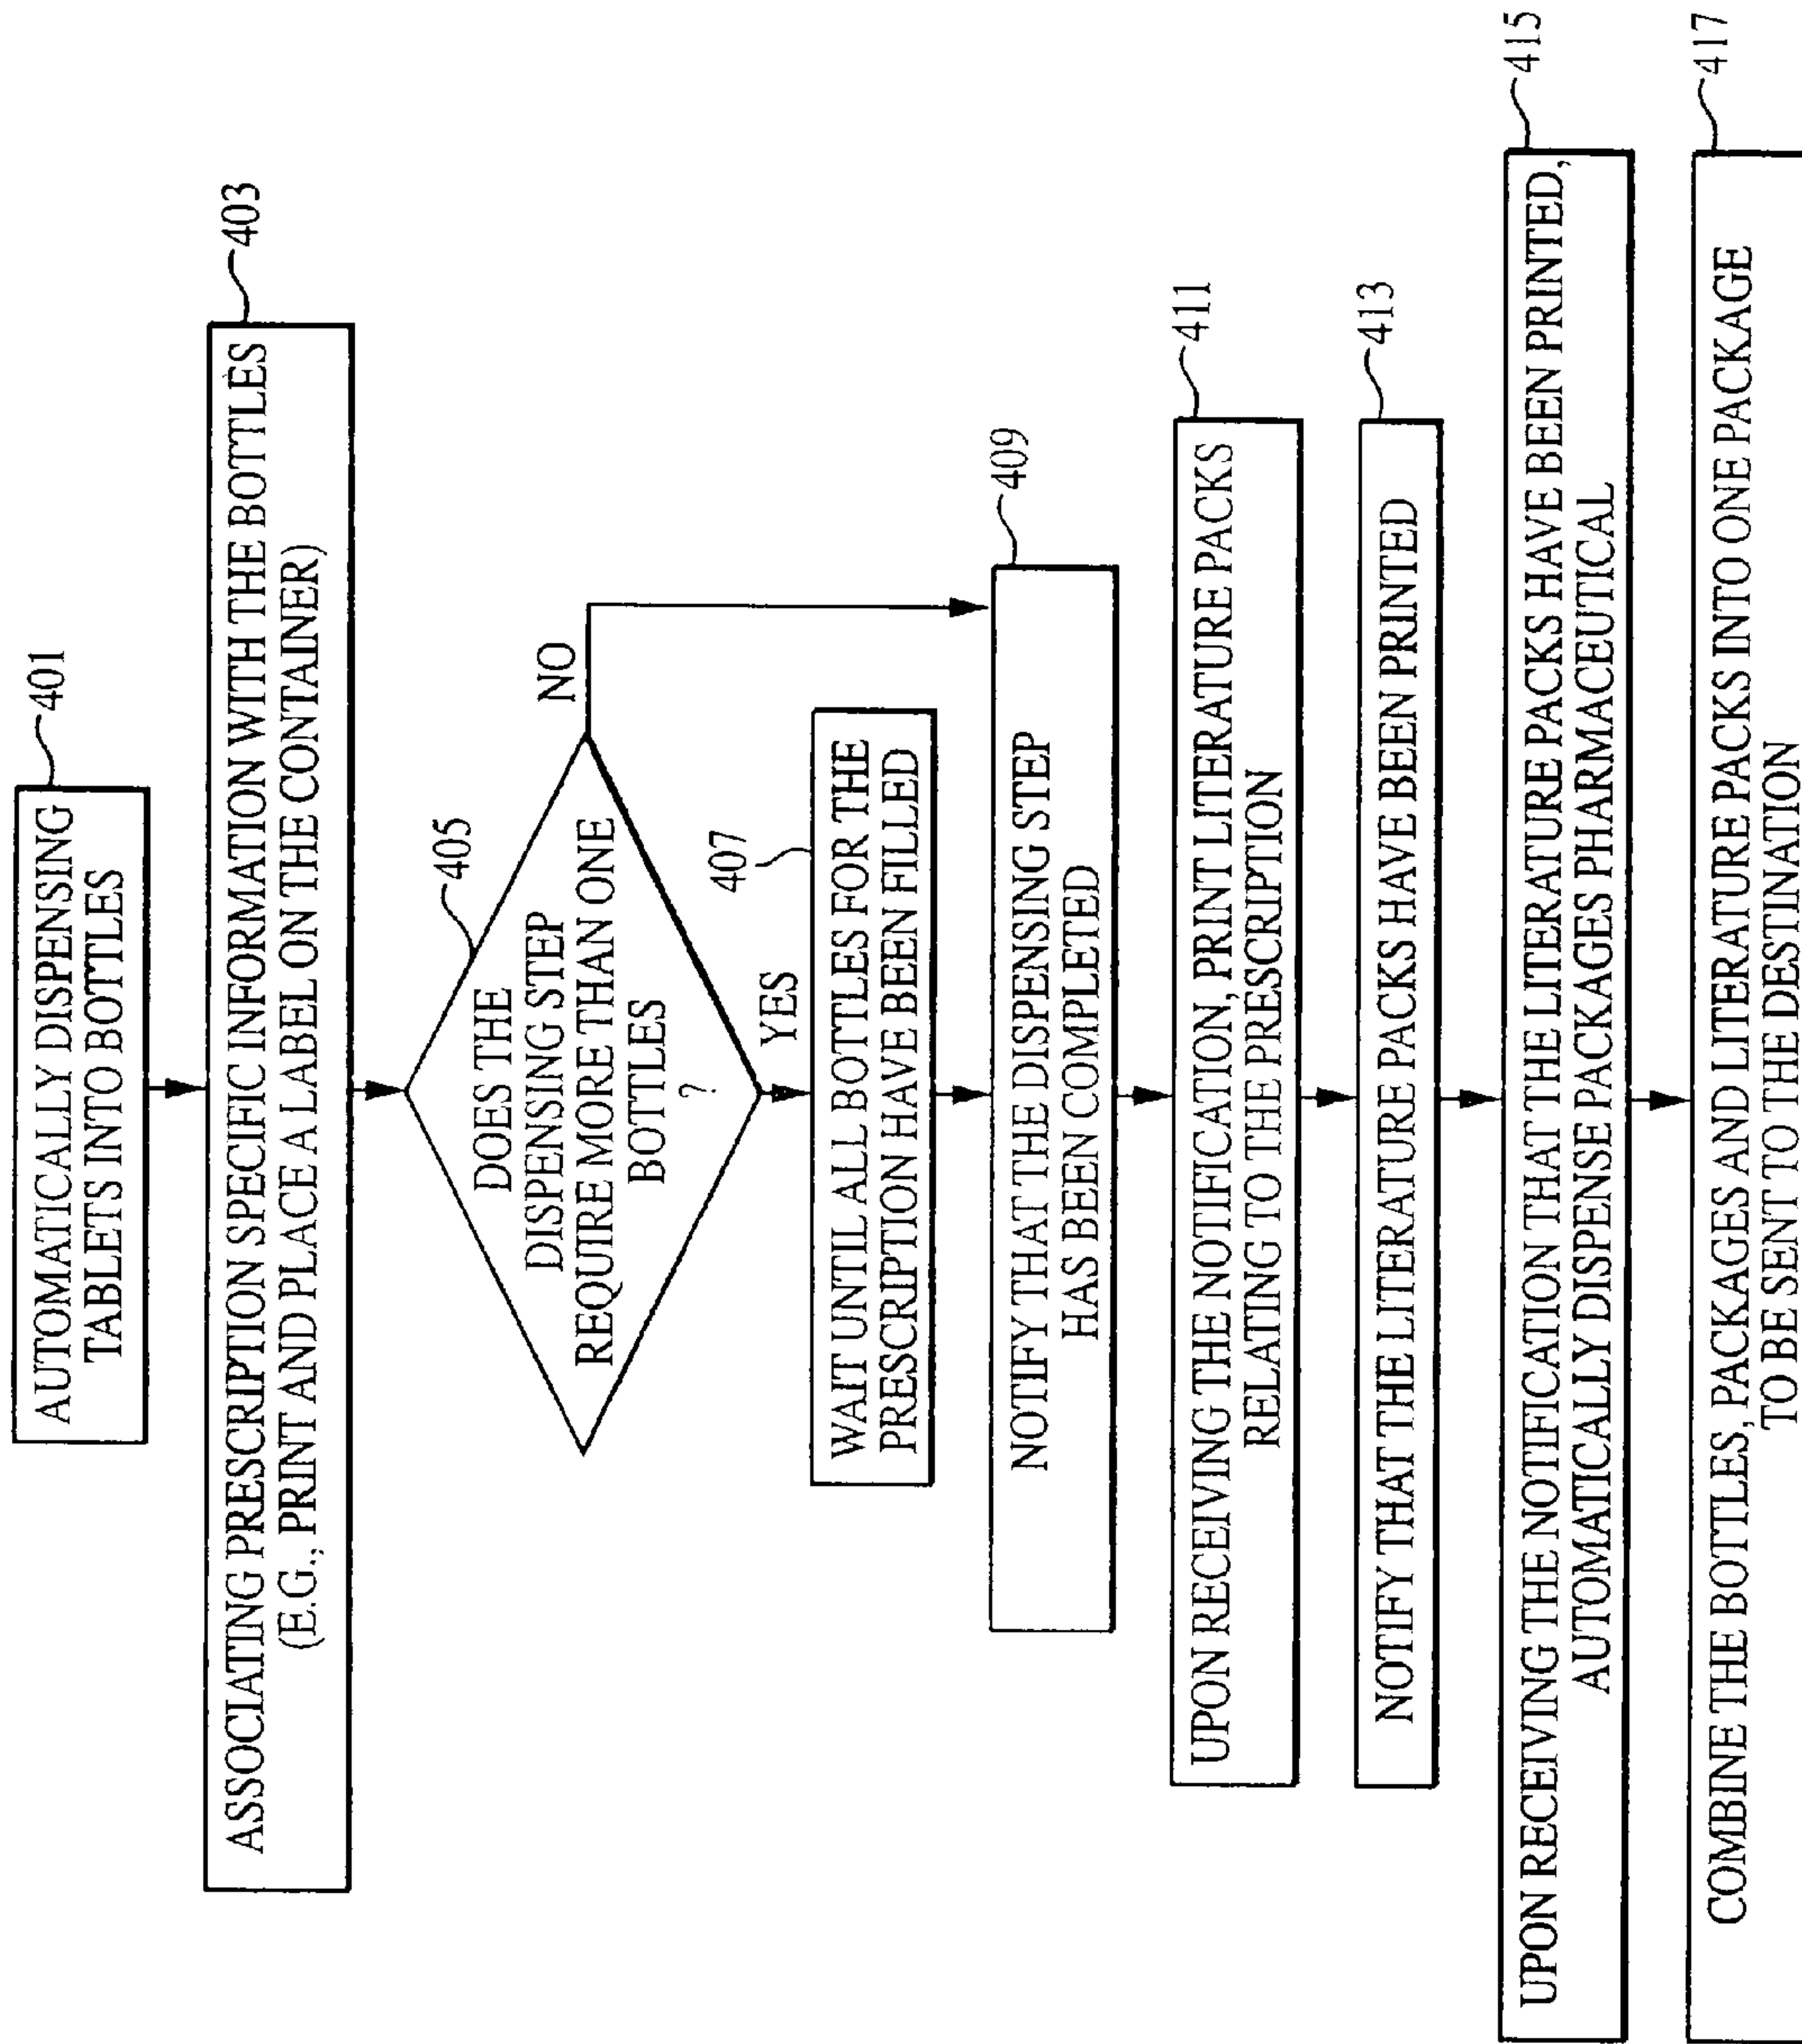 AUTOMATICALLY DISPENSING
TABLETS INTO BOTTLES
401
ASSOCIATING PRESCRIPTION SPECIFIC INFORMATION WITH THE BOTTLES
(E.G., PRINT AND PLACE A LABEL ON THE CONTAINER)
403
DOES THE
DISPENSING STEP
REQUIRE MORE THAN ONE
BOTTLES
?
405
NO
YES
407
WAIT UNTIL ALL BOTTLES FOR THE
PRESCRIPTION HAVE BEEN FILLED
NOTIFY THAT THE DISPENSING STEP
HAS BEEN COMPLETED
409
UPON RECEIVING THE NOTIFICATION, PRINT LITERATURE PACKS
RELATING TO THE PRESCRIPTION
411
NOTIFY THAT THE LITERATURE PACKS HAVE BEEN PRINTED
413
UPON RECEIVING THE NOTIFICATION THAT THE LITERATURE PACKS HAVE BEEN PRINTED,
AUTOMATICALLY DISPENSE PACKAGES PHARMACEUTICAL
415
COMBINE THE BOTTLES, PACKAGES AND LITERATURE PACKS INTO ONE PACKAGE
TO BE SENT TO THE DESTINATION
417